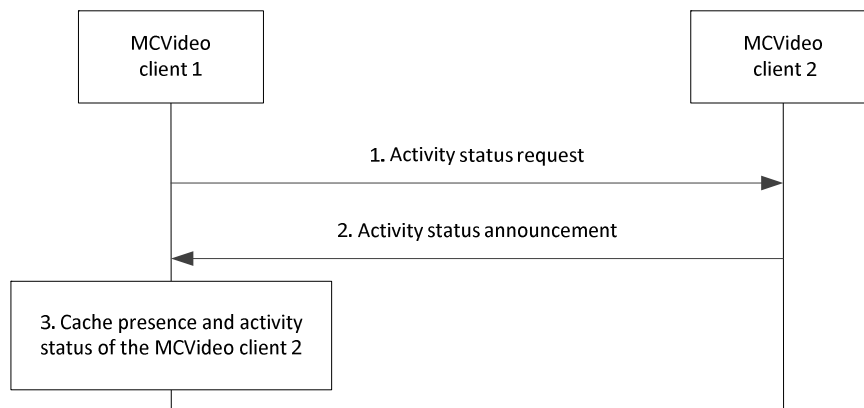 MCVideo
client 1
MCVideo
client 2
1. Activity status request
2. Activity status announcement
3. Cache presence and activity
status of the MCVideo client 2